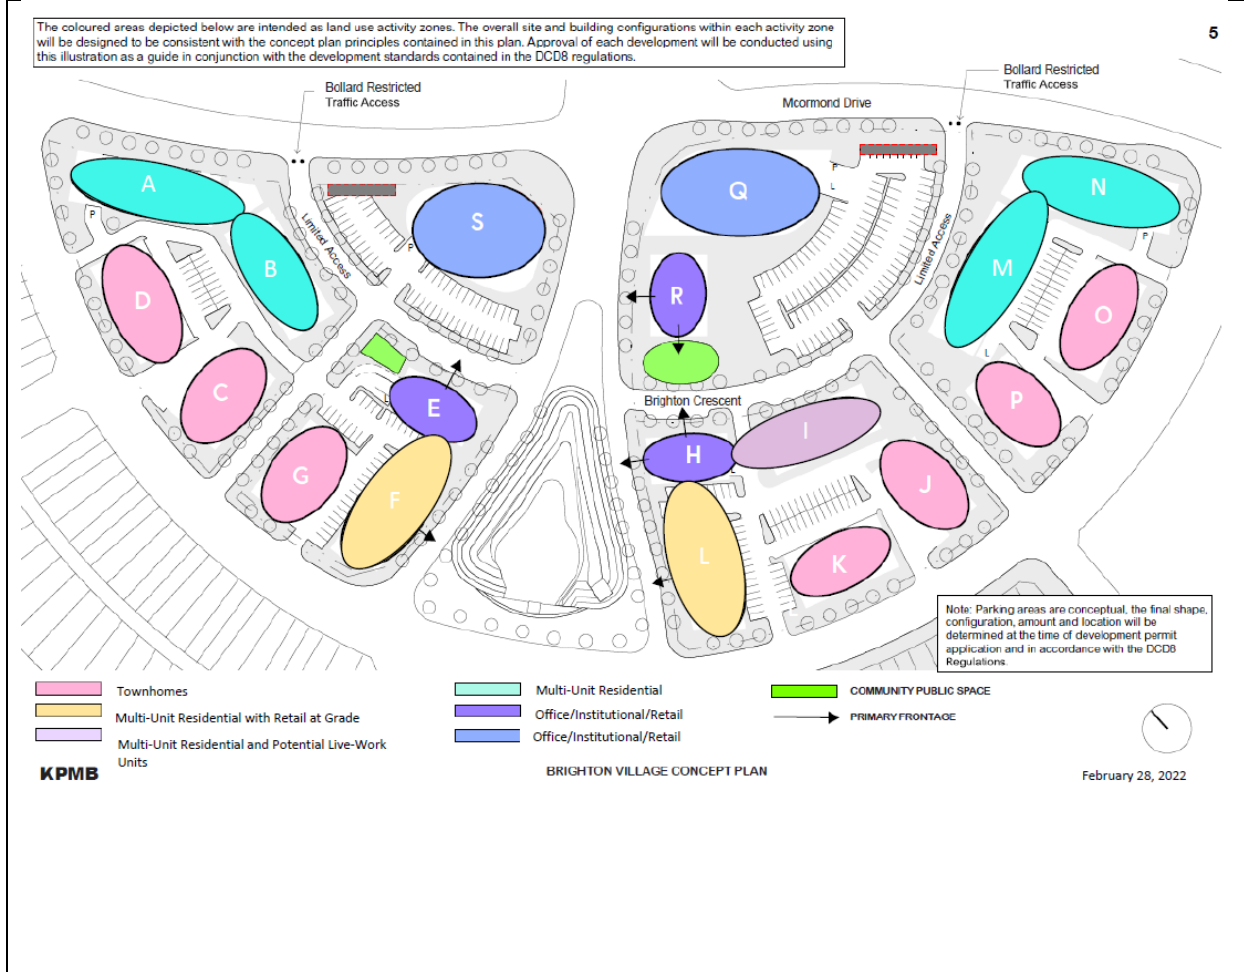 The coloured areas depicted below are intended as land use activity zones. The overall site and building configurations within each activity zone
will be designed to be consistent with the concept plan principles contained in this plan. Approval of each development will be conducted using
this illustration as a guide in conjunction with the development standards contained in the DCD8 regulations.
5
Bollard Restricted
Traffic Access
Bollard Restricted
Traffic Access
Mcormond Drive
A
B
D
C
P
Limited Access
S
P
Q
P
L
R
Limited Access
N
M
P
O
L
P
E
L
G
F
Brighton Crescent
H
I
L
J
K
L
Note: Parking areas are conceptual, the final shape,
configuration, amount and location will be
determined at the time of development permit
application and in accordance with the DCD8
Regulations.
Townhomes
Multi-Unit Residential with Retail at Grade
Multi-Unit Residential and Potential Live-Work
Units
Multi-Unit Residential
Office/Institutional/Retail
Office/Institutional/Retail
COMMUNITY PUBLIC SPACE
PRIMARY FRONTAGE
KPMB
BRIGHTON VILLAGE CONCEPT PLAN
February 28, 2022